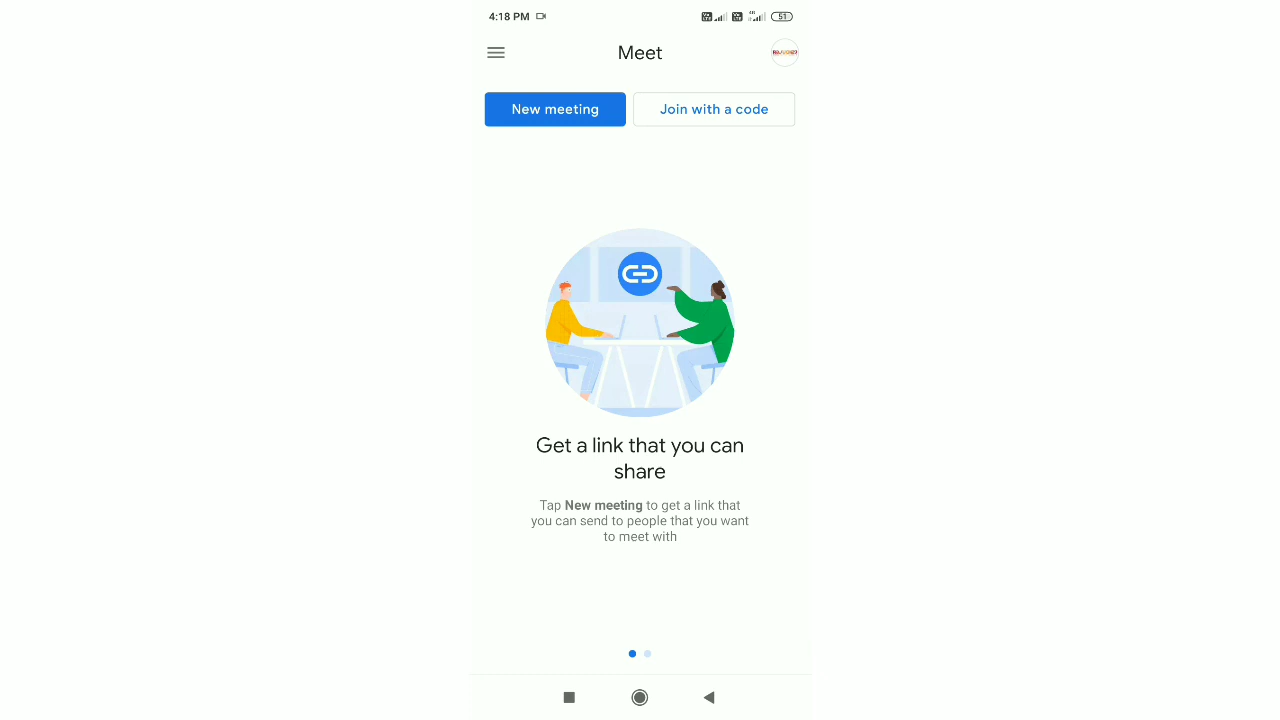 4:18 PM
51
Meet
New meeting
Join with a code
Get a link that you can
share
Tap New meeting to get a link that
you can send to people that you want
to meet with